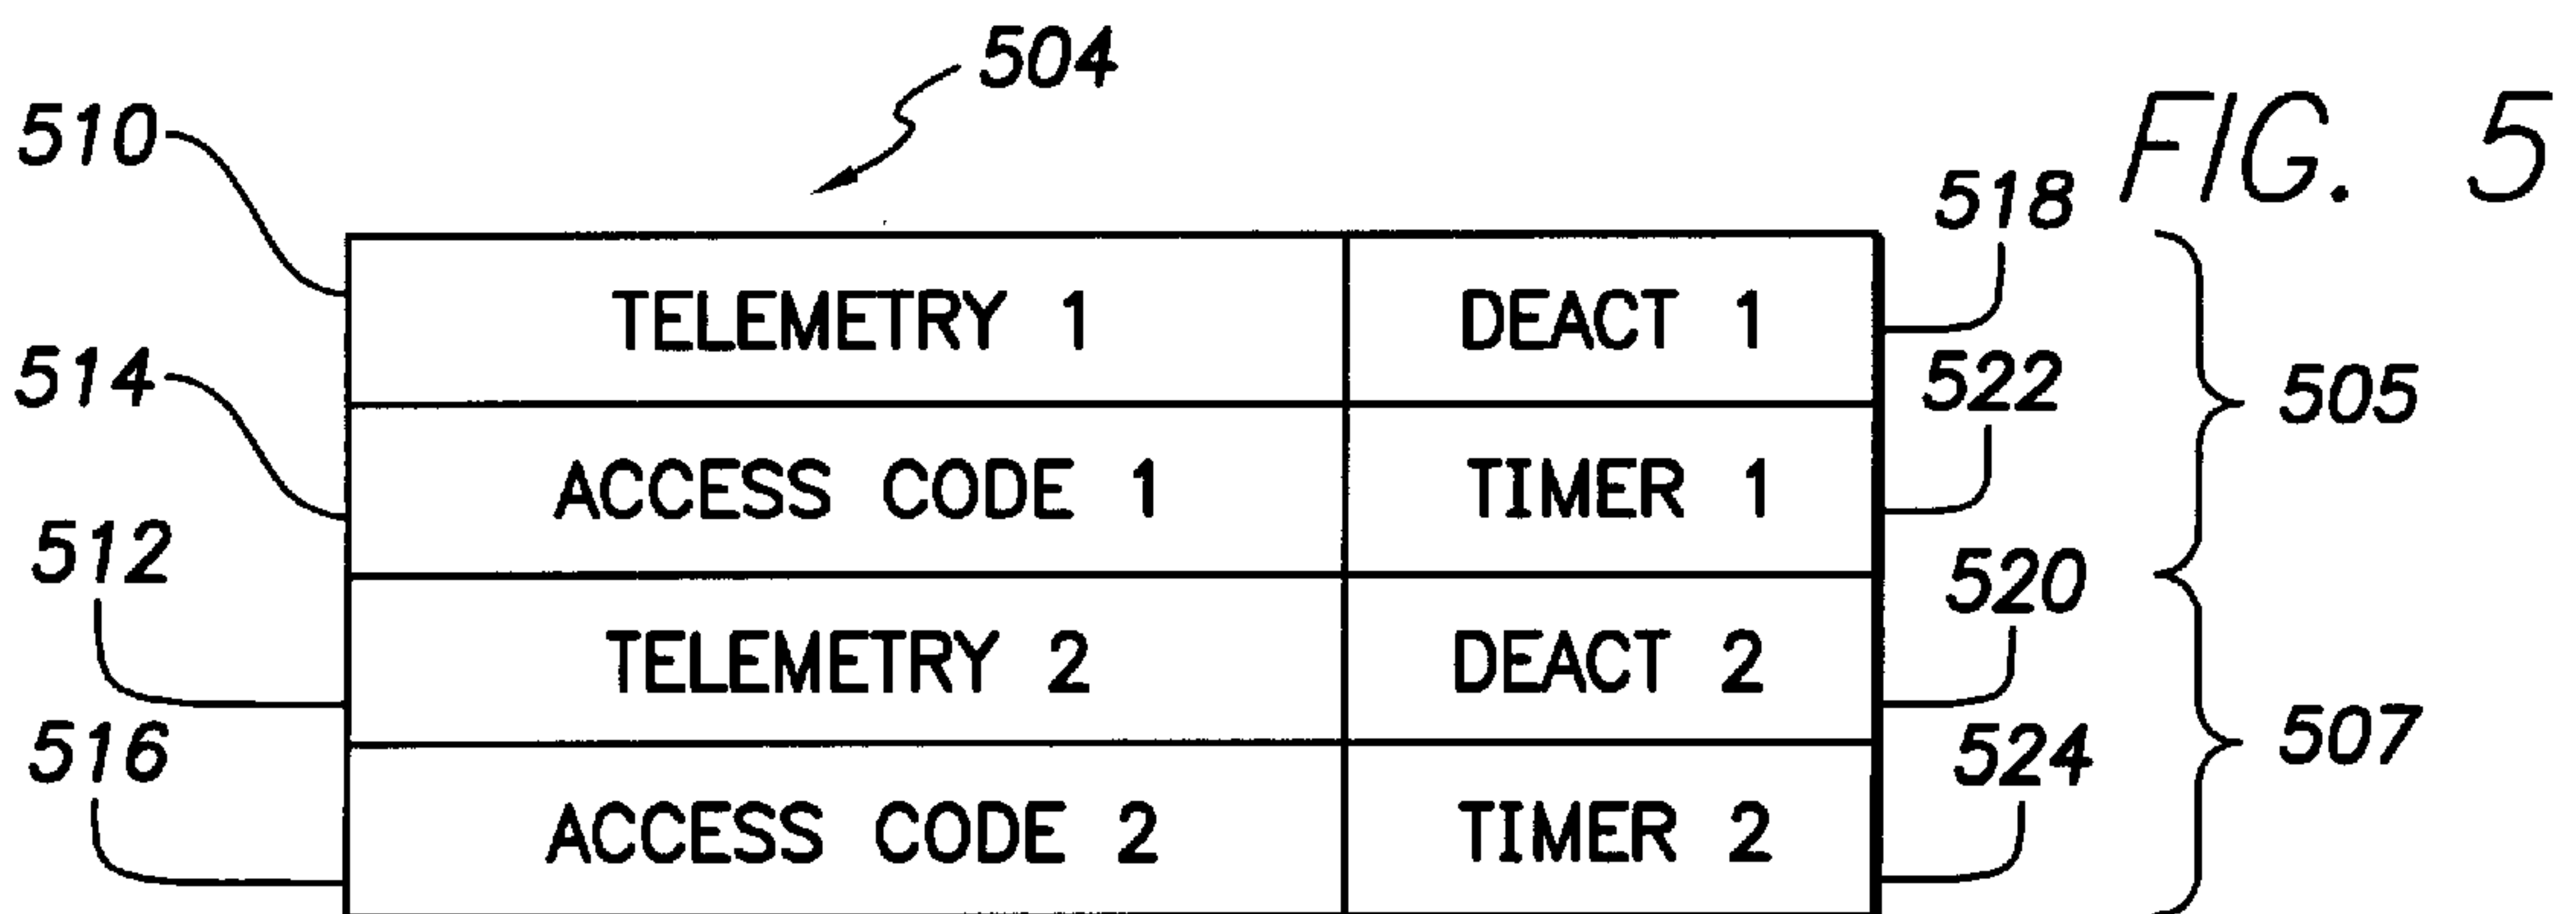 504
FIG. 5
510
518
TELEMETRY 1
DEACT 1
514
522
505
ACCESS CODE 1
TIMER 1
512
520
TELEMETRY 2
DEACT 2
516
524
507
ACCESS CODE 2
TIMER 2